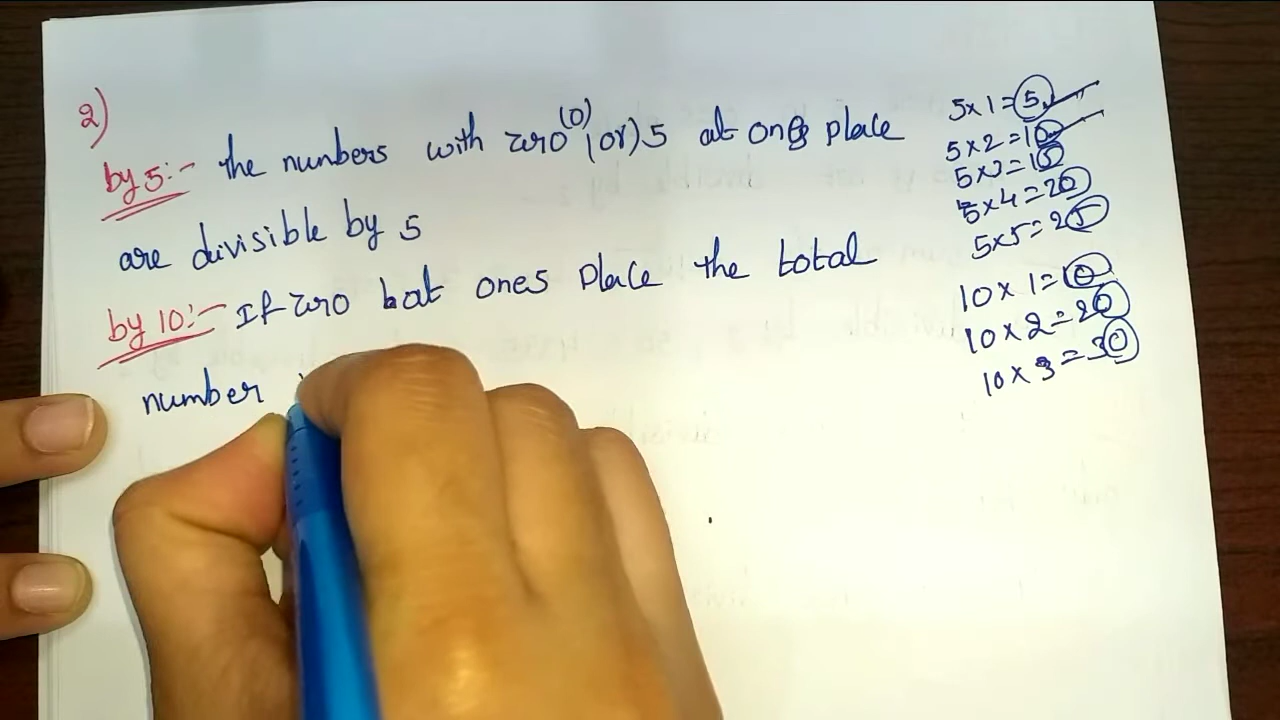 2)
by 5:- the numbers with zero (0) (or) 5 at ones place
are divisible by 5
by 10:- If zero at ones place the total
number
5x1=5
5x2=10
5x3=15
5x4=20
5x5=25
10x1=10
10x2=20
10x3=30